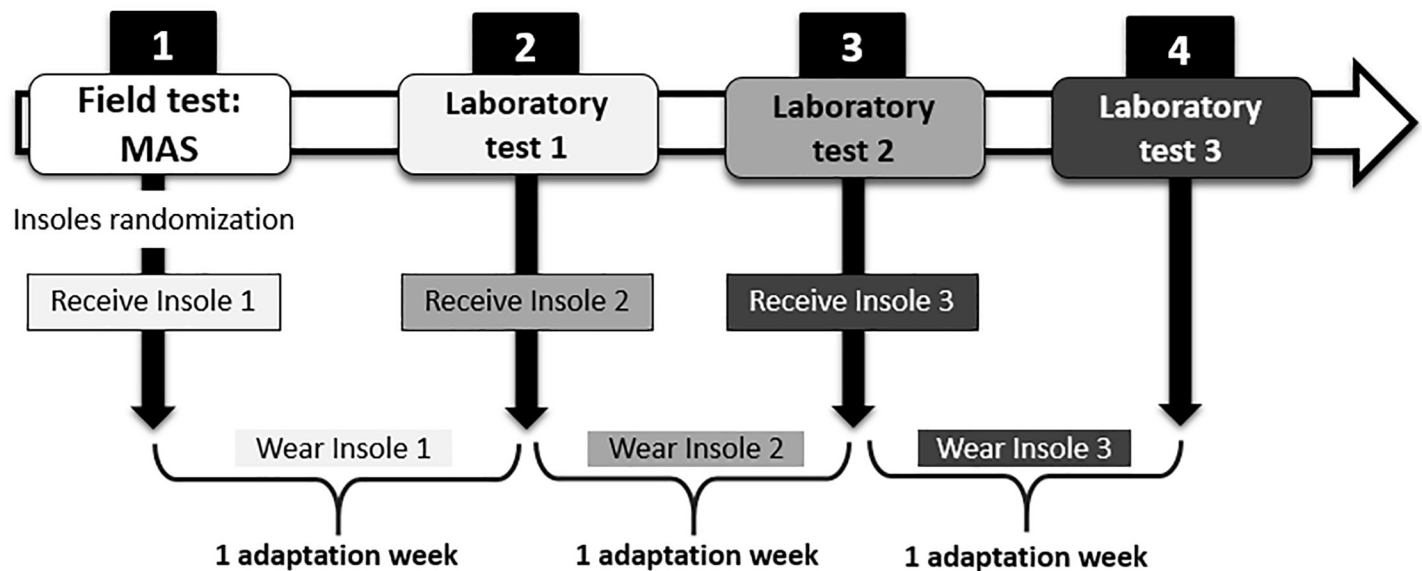 1
2
3
4
Field test:
MAS
Laboratory
test 1
Laboratory
test 2
Laboratory
test 3
Insoles randomization
Receive Insole 1
Receive Insole 2
Receive Insole 3
Wear Insole 1
Wear Insole 2
Wear Insole 3
1 adaptation week
1 adaptation week
1 adaptation week